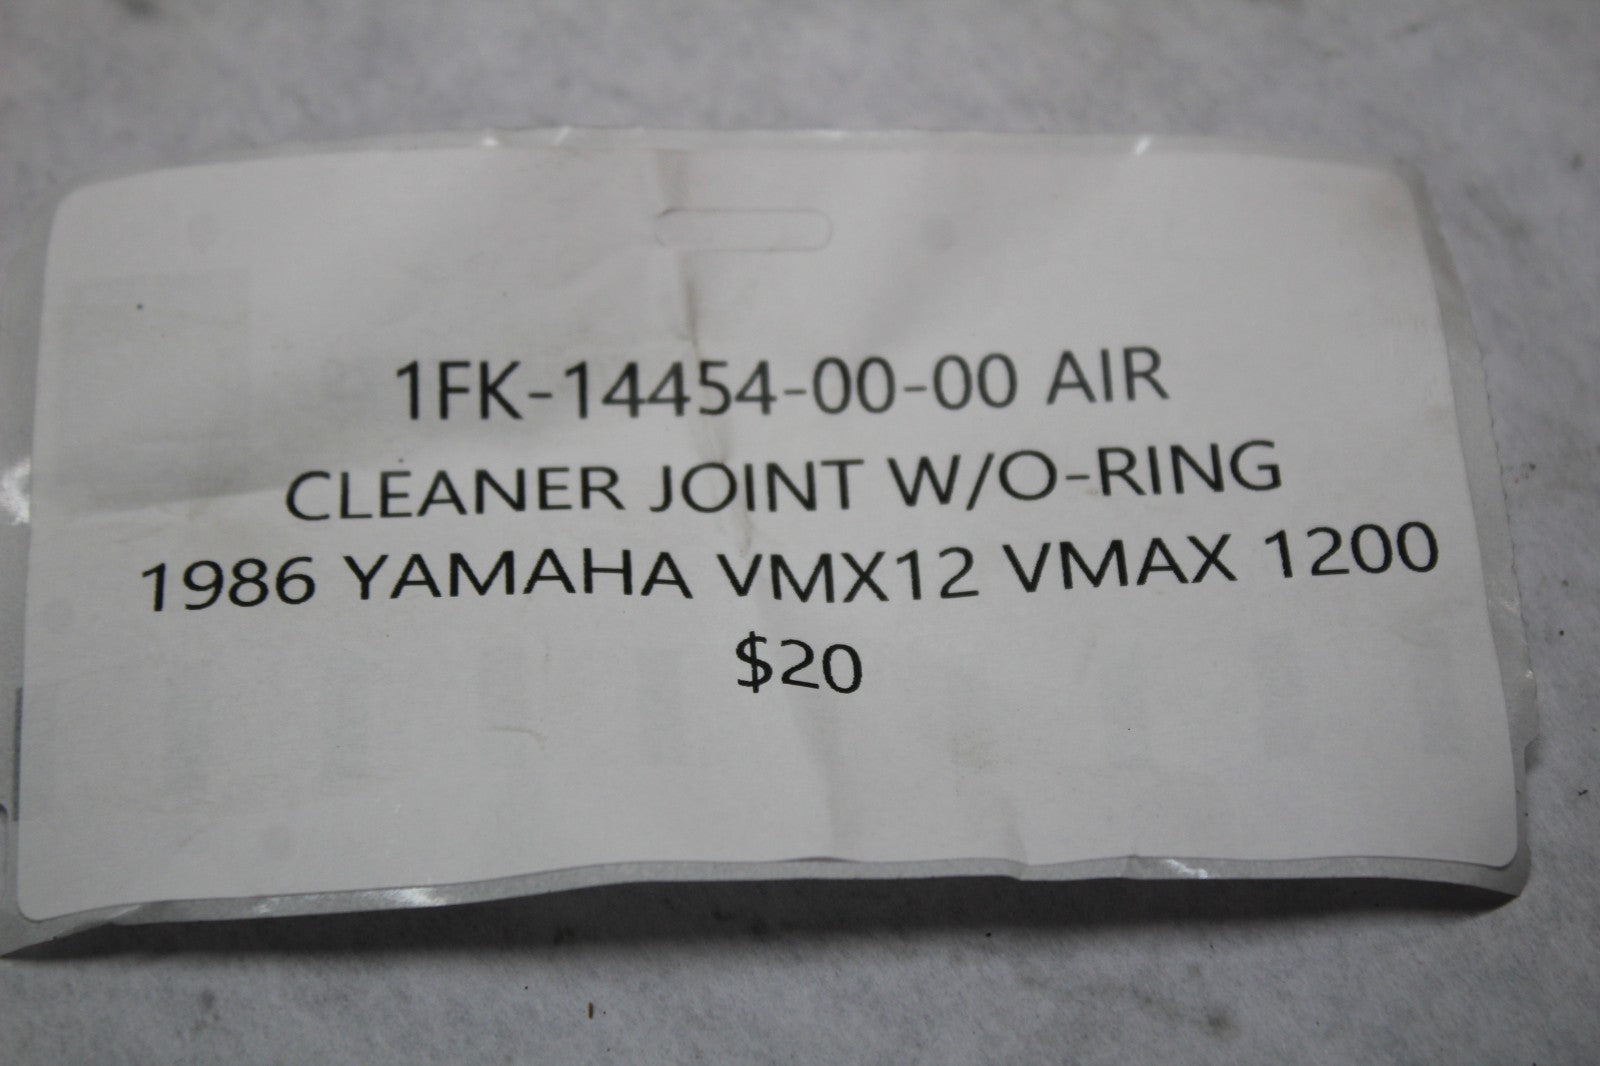 1FK-14454-00-00 AIR
CLEANER JOINT W/O-RING
1986 YAMAHA VMX12 VMAX 1200
$20